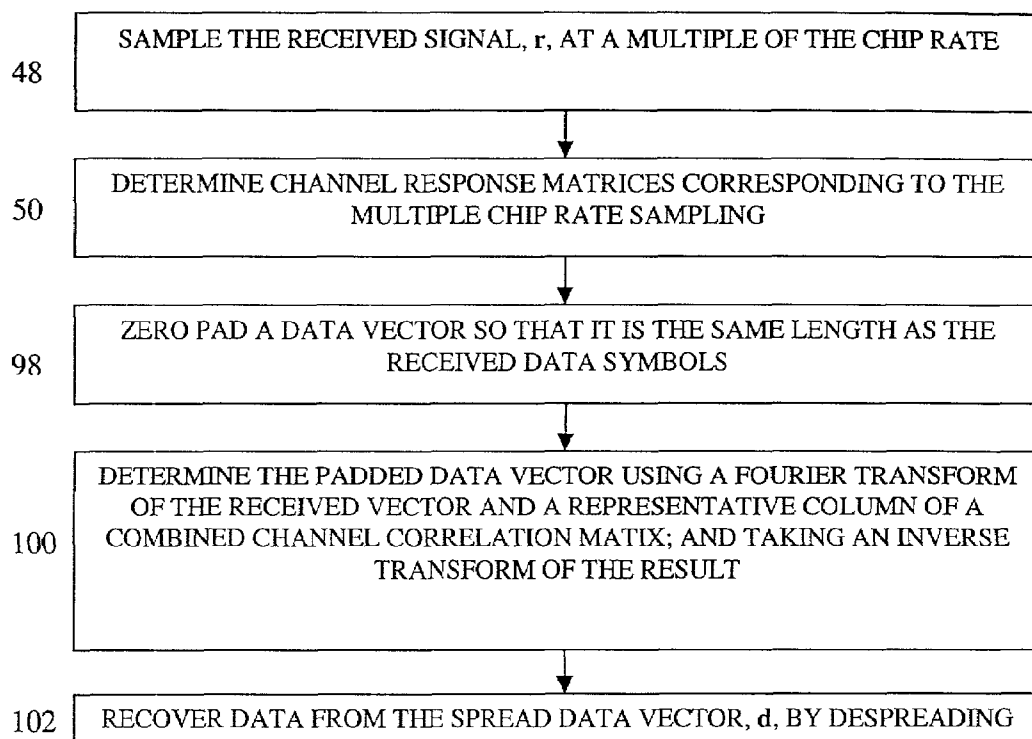 48
SAMPLE THE RECEIVED SIGNAL, r, AT A MULTIPLE OF THE CHIP RATE
50
DETERMINE CHANNEL RESPONSE MATRICES CORRESPONDING TO THE
MULTIPLE CHIP RATE SAMPLING
98
ZERO PAD A DATA VECTOR SO THAT IT IS THE SAME LENGTH AS THE
RECEIVED DATA SYMBOLS
100
DETERMINE THE PADDED DATA VECTOR USING A FOURIER TRANSFORM
OF THE RECEIVED VECTOR AND A REPRESENTATIVE COLUMN OF A
COMBINED CHANNEL CORRELATION MATIX; AND TAKING AN INVERSE
TRANSFORM OF THE RESULT
102
RECOVER DATA FROM THE SPREAD DATA VECTOR, d, BY DESPREADING